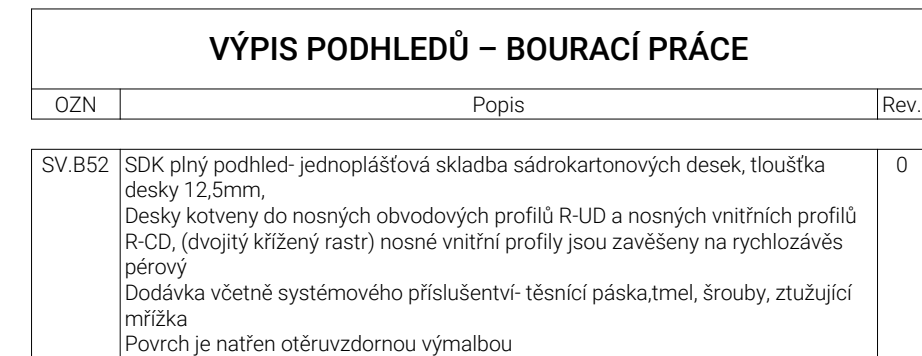 VÝPIS PODHLEDŮ – BOURACÍ PRÁCE
OZN Popis Rev.
SV.B52 SDK plný podhled- jednoplášťová skladba sádrokartonových desek, tloušťka 0
desky 12,5mm,
Desky kotveny do nosných obvodových profilů R-UD a nosných vnitřních profilů
R-CD, (dvojitý křížený rastr) nosné vnitřní profily jsou zavěšeny na rychlozávěs
pérový
Dodávka včetně systémového příslušentví- těsnící páska,tmel, šrouby, ztužující
mřížka
Povrch je natřen otěruvzdornou výmalbou